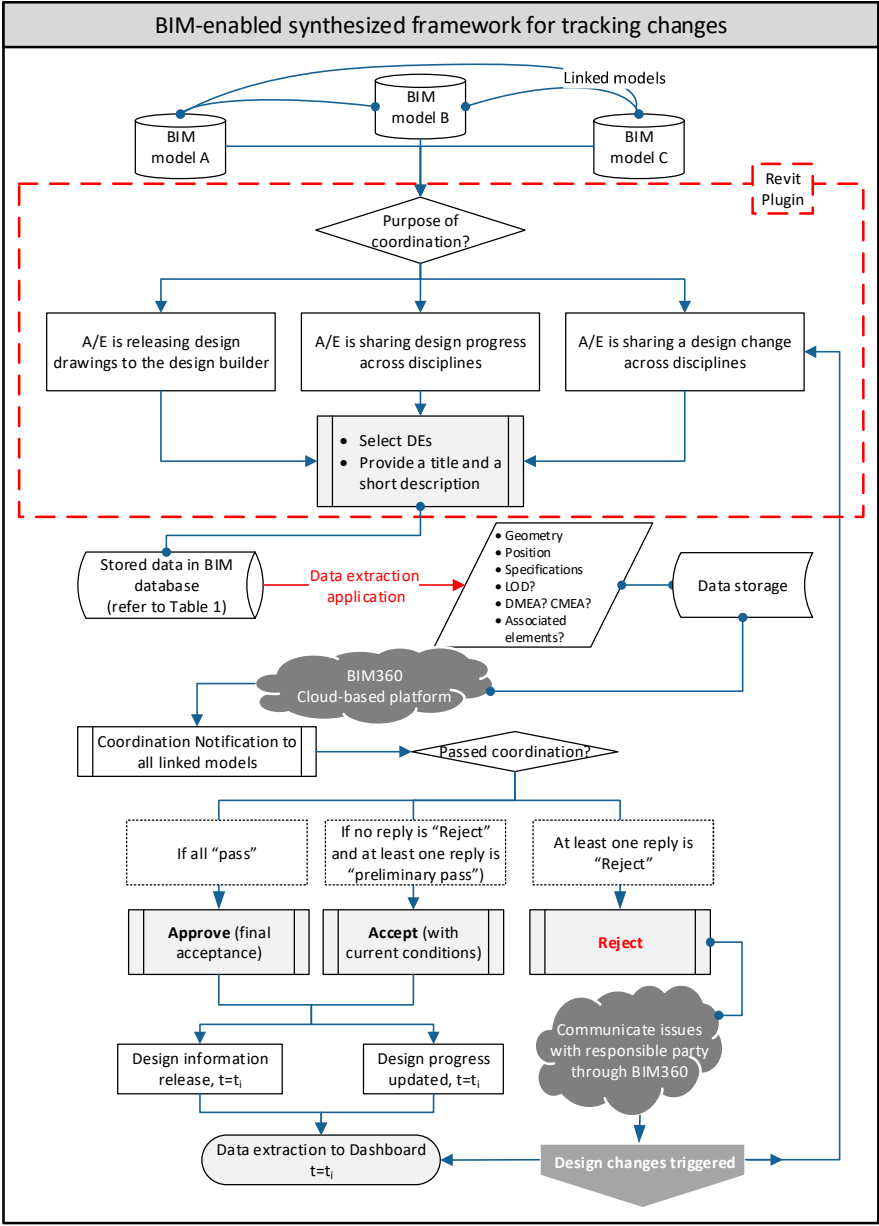 BIM-enabled synthesized framework for tracking changes
Linked models
BIM
model B
BIM
model A
BIM
model C
Revit
Plugin
Purpose of
coordination?
A/E is releasing design
drawings to the design builder
A/E is sharing design progress
across disciplines
A/E is sharing a design change
across disciplines
• Select DEs
• Provide a title and a
short description
Stored data in BIM
database
(refer to Table 1)
Data extraction
application
• Geometry
• Position
• Specifications
• LOD?
• DMEA? CMEA?
• Associated
elements?
Data storage
BIM360
Cloud-based platform
Coordination Notification to
all linked models
Passed coordination?
If all “pass”
If no reply is “Reject”
and at least one reply is
“preliminary pass”)
At least one reply is
“Reject”
Approve (final
acceptance)
Accept (with
current conditions)
Reject
Communicate issues
with responsible party
through BIM360
Design information
release, t=ti
Design progress
updated, t=ti
Data extraction to Dashboard
t=ti
Design changes triggered